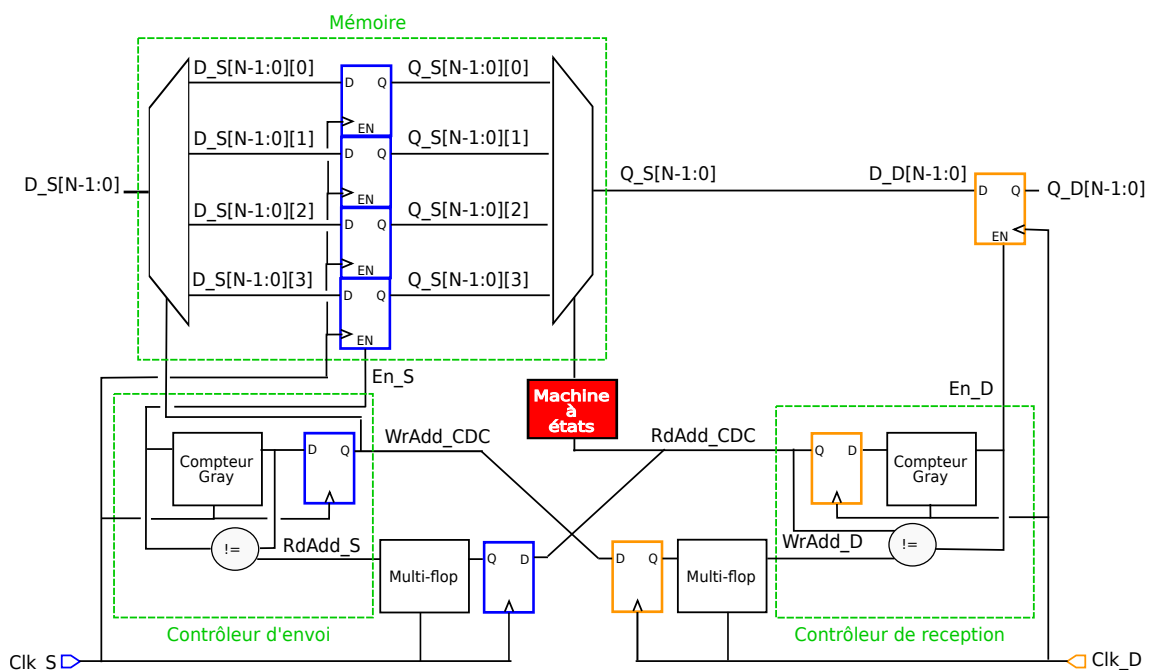 Mémoire
D_S[N-1:0][0]
D Q
Q_S[N-1:0][0]
EN
D_S[N-1:0][1]
D Q
Q_S[N-1:0][1]
EN
D_S[N-1:0]
Q_S[N-1:0]
D_D[N-1:0]
D Q
Q_D[N-1:0]
EN
D_S[N-1:0][2]
D Q
Q_S[N-1:0][2]
EN
D_S[N-1:0][3]
D Q
Q_S[N-1:0][3]
EN
En_S
Machine
à
états
En_D
WrAdd_CDC
RdAdd_CDC
Compteur
Gray
D Q
Q D
Compteur
Gray
!=
RdAdd_S
WrAdd_D
!=
Multi-flop
Q D
D Q
Multi-flop
Contrôleur d'envoi
Contrôleur de reception
Clk_S
Clk_D